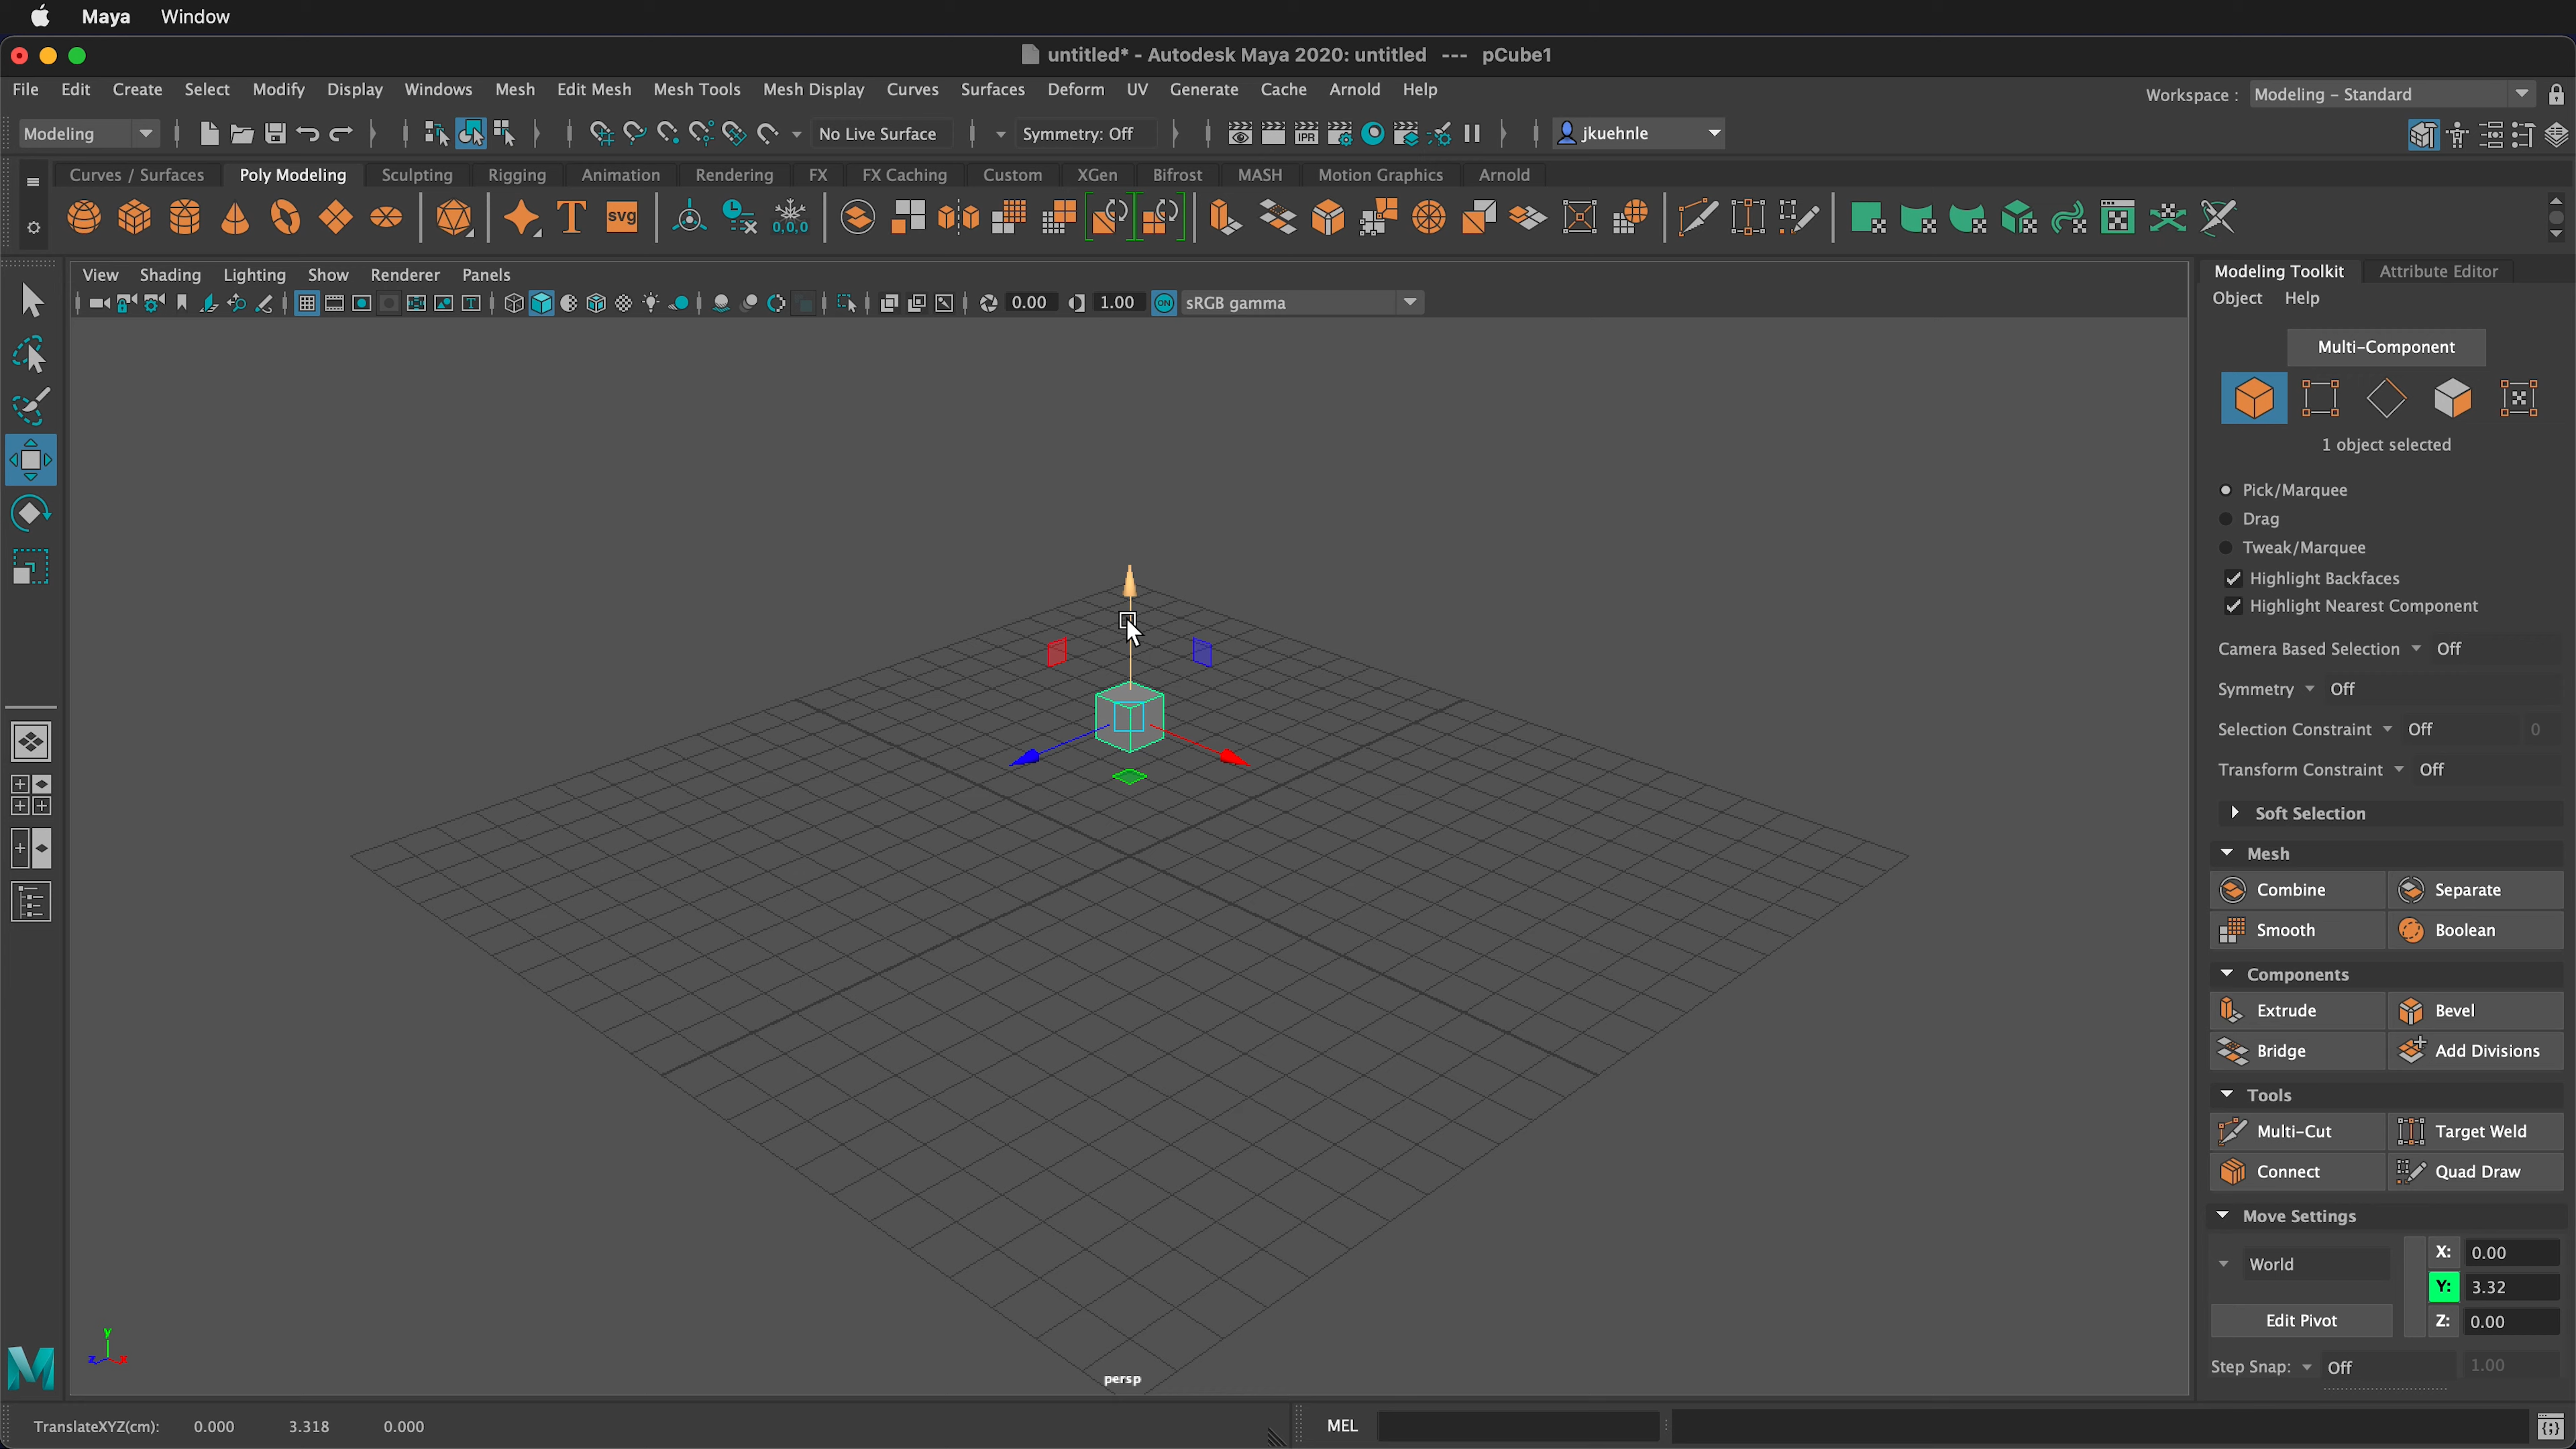 Maya Window
untitled* - Autodesk Maya 2020: untitled --- pCube1
File Edit Create Select Modify Display Windows Mesh Edit Mesh Mesh Tools Mesh Display Curves Surfaces Deform UV Generate Cache Arnold Help
Workspace : Modeling - Standard
Modeling No Live Surface Symmetry: Off IPR jkuehnle
Curves / Surfaces Poly Modeling Sculpting Rigging Animation Rendering FX FX Caching Custom XGen Bifrost MASH Motion Graphics Arnold
T svg 0,0,0
View Shading Lighting Show Renderer Panels
0.00 1.00 ON sRGB gamma
Modeling Toolkit Attribute Editor
Object Help
Multi-Component
1 object selected
Pick/Marquee
Drag
Tweak/Marquee
Highlight Backfaces
Highlight Nearest Component
Camera Based Selection Off
Symmetry Off
Selection Constraint Off 0
Transform Constraint Off
Soft Selection
Mesh
Combine Separate
Smooth Boolean
Components
Extrude Bevel
Bridge Add Divisions
Tools
Multi-Cut Target Weld
Connect Quad Draw
Move Settings
World
X: 0.00
Y: 3.32
Z: 0.00
Edit Pivot
Step Snap: Off 1.00
y
z x
persp
M
TranslateXYZ(cm): 0.000 3.318 0.000
MEL